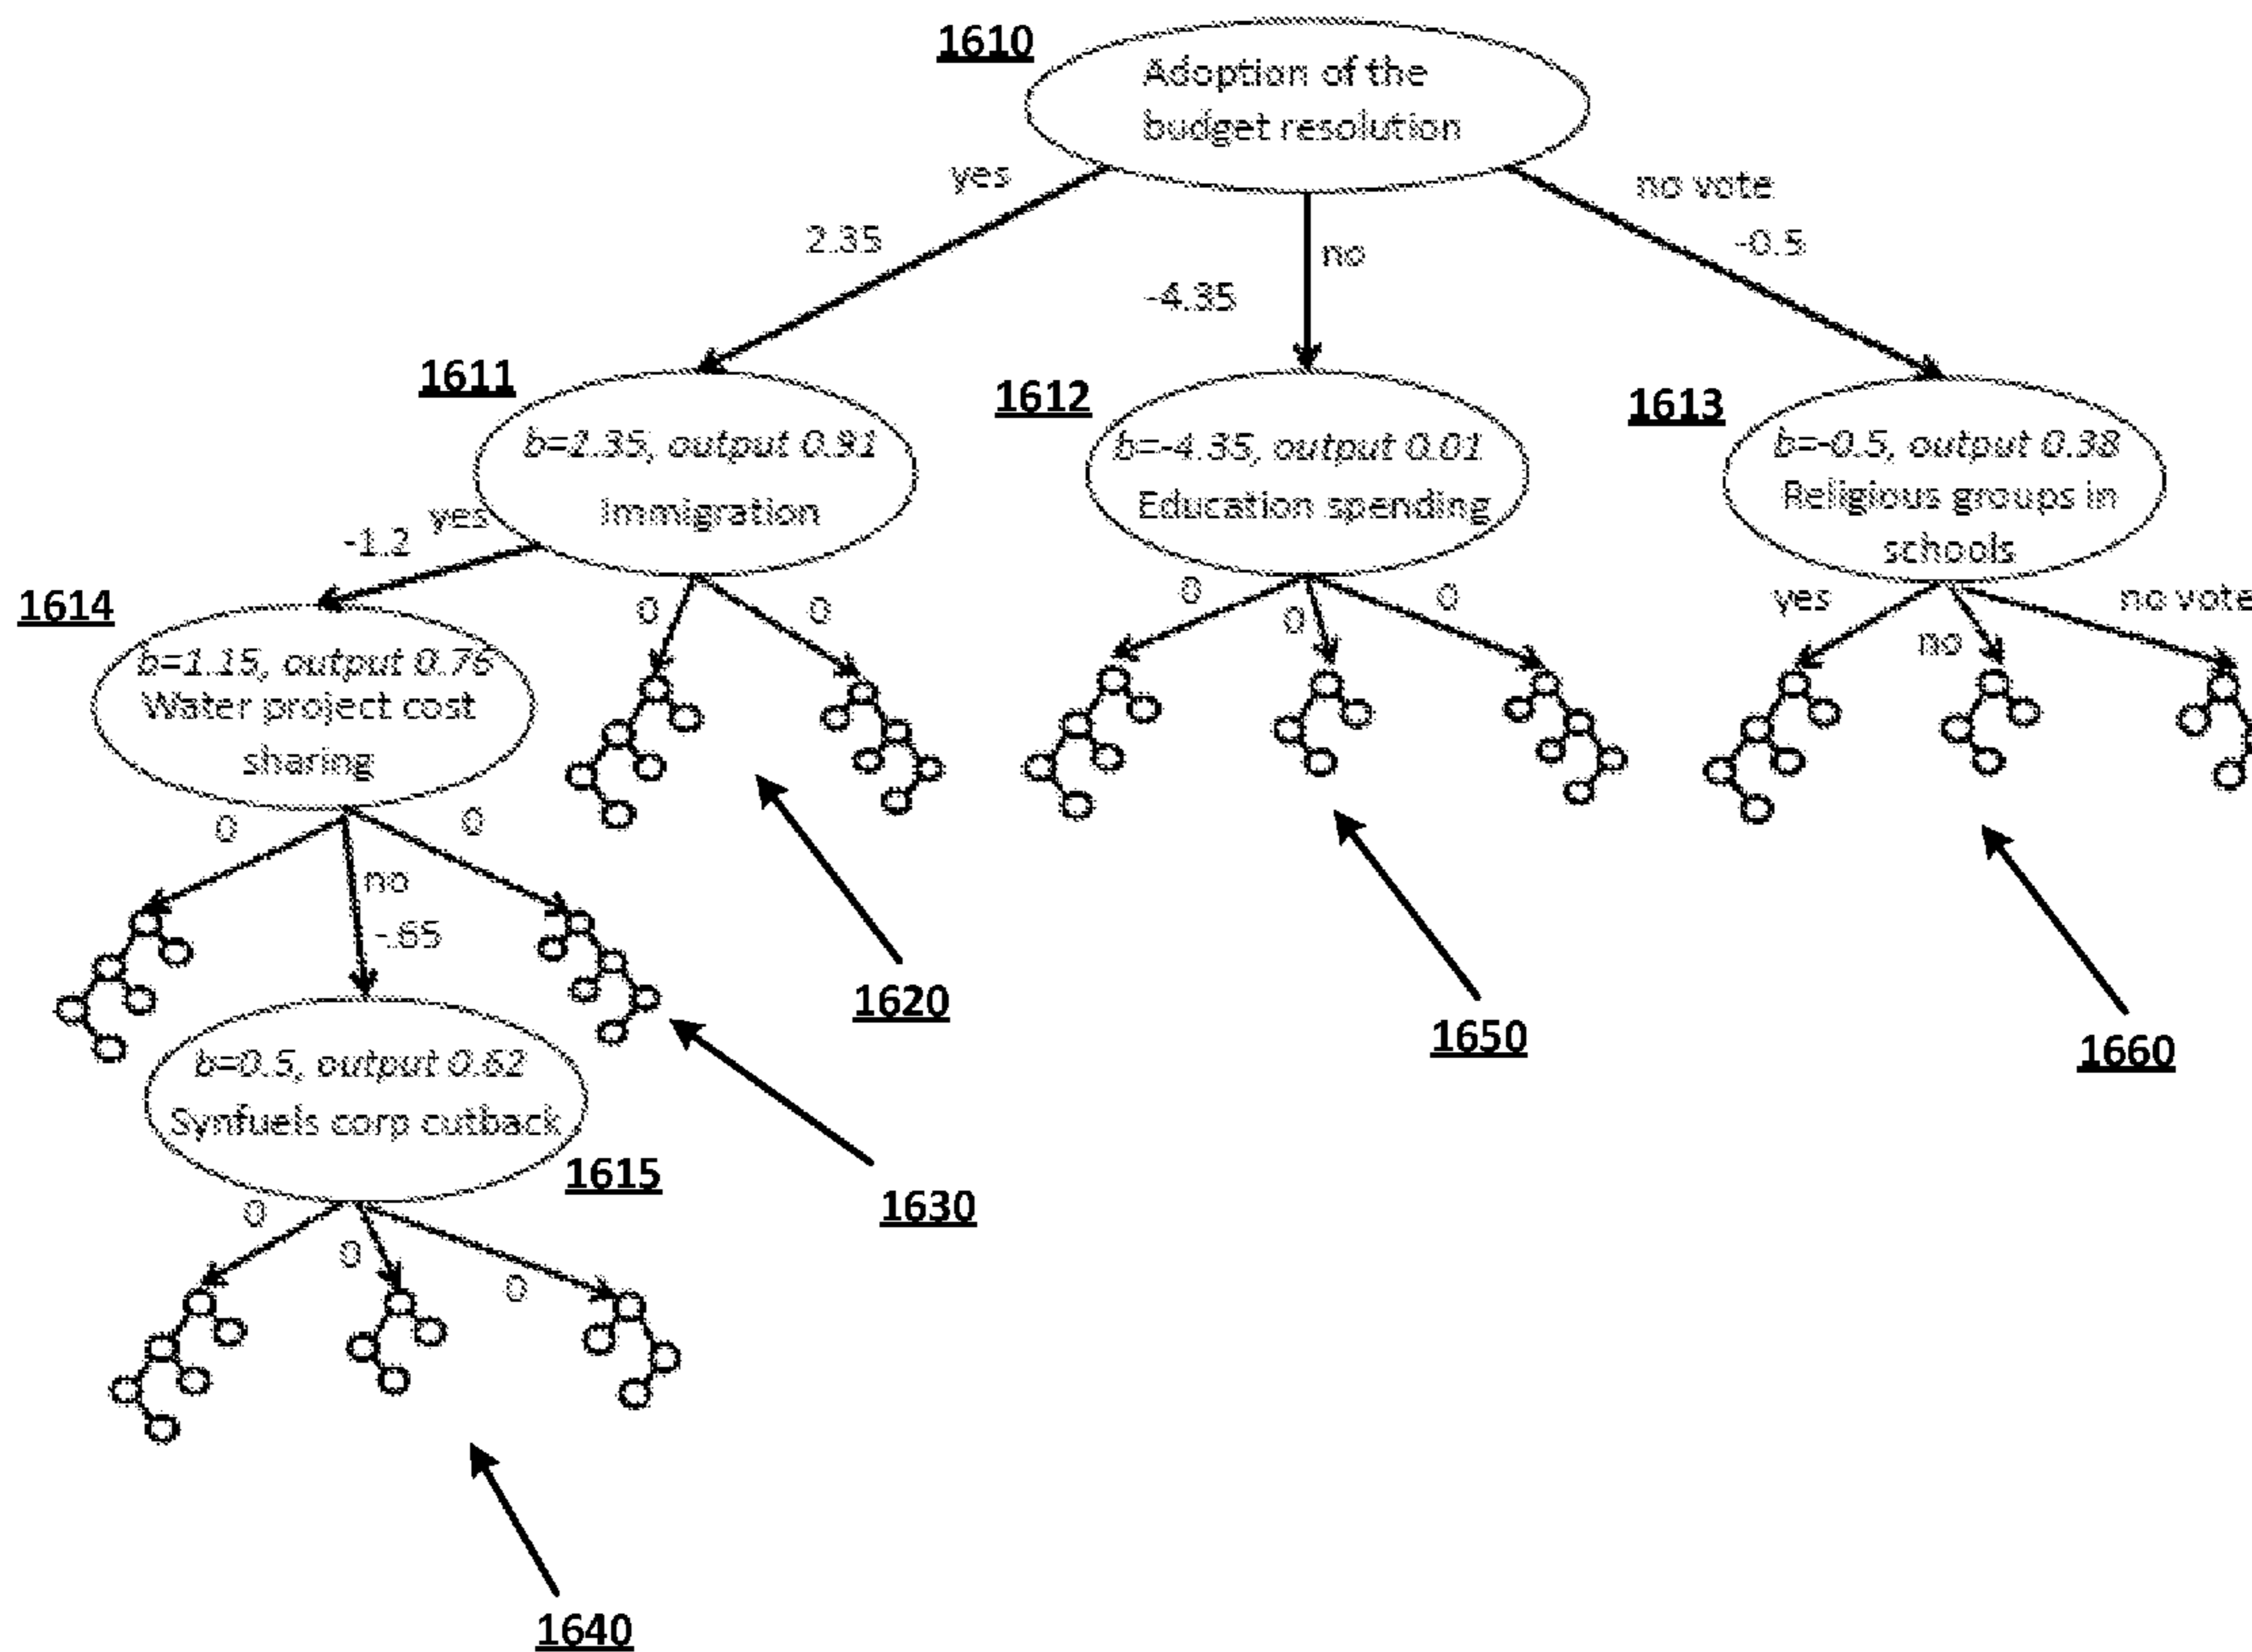 1610
Adoption of the
budget resolution
yes
no vote
2.35
no
-0.5
-4.35
1611
1612
1613
b=2.35, output 0.91
Immigration
b=-4.35, output 0.01
Education spending
b=-0.5, output 0.38
Religious groups in
schools
yes
-1.2
0
0
0
0
0
yes
no
no vote
1614
b=1.15, output 0.76
Water project cost
sharing
0
0
no
-.65
1620
1650
1660
b=0.5, output 0.62
Synfuels corp cutback
1615
1630
0
0
0
1640